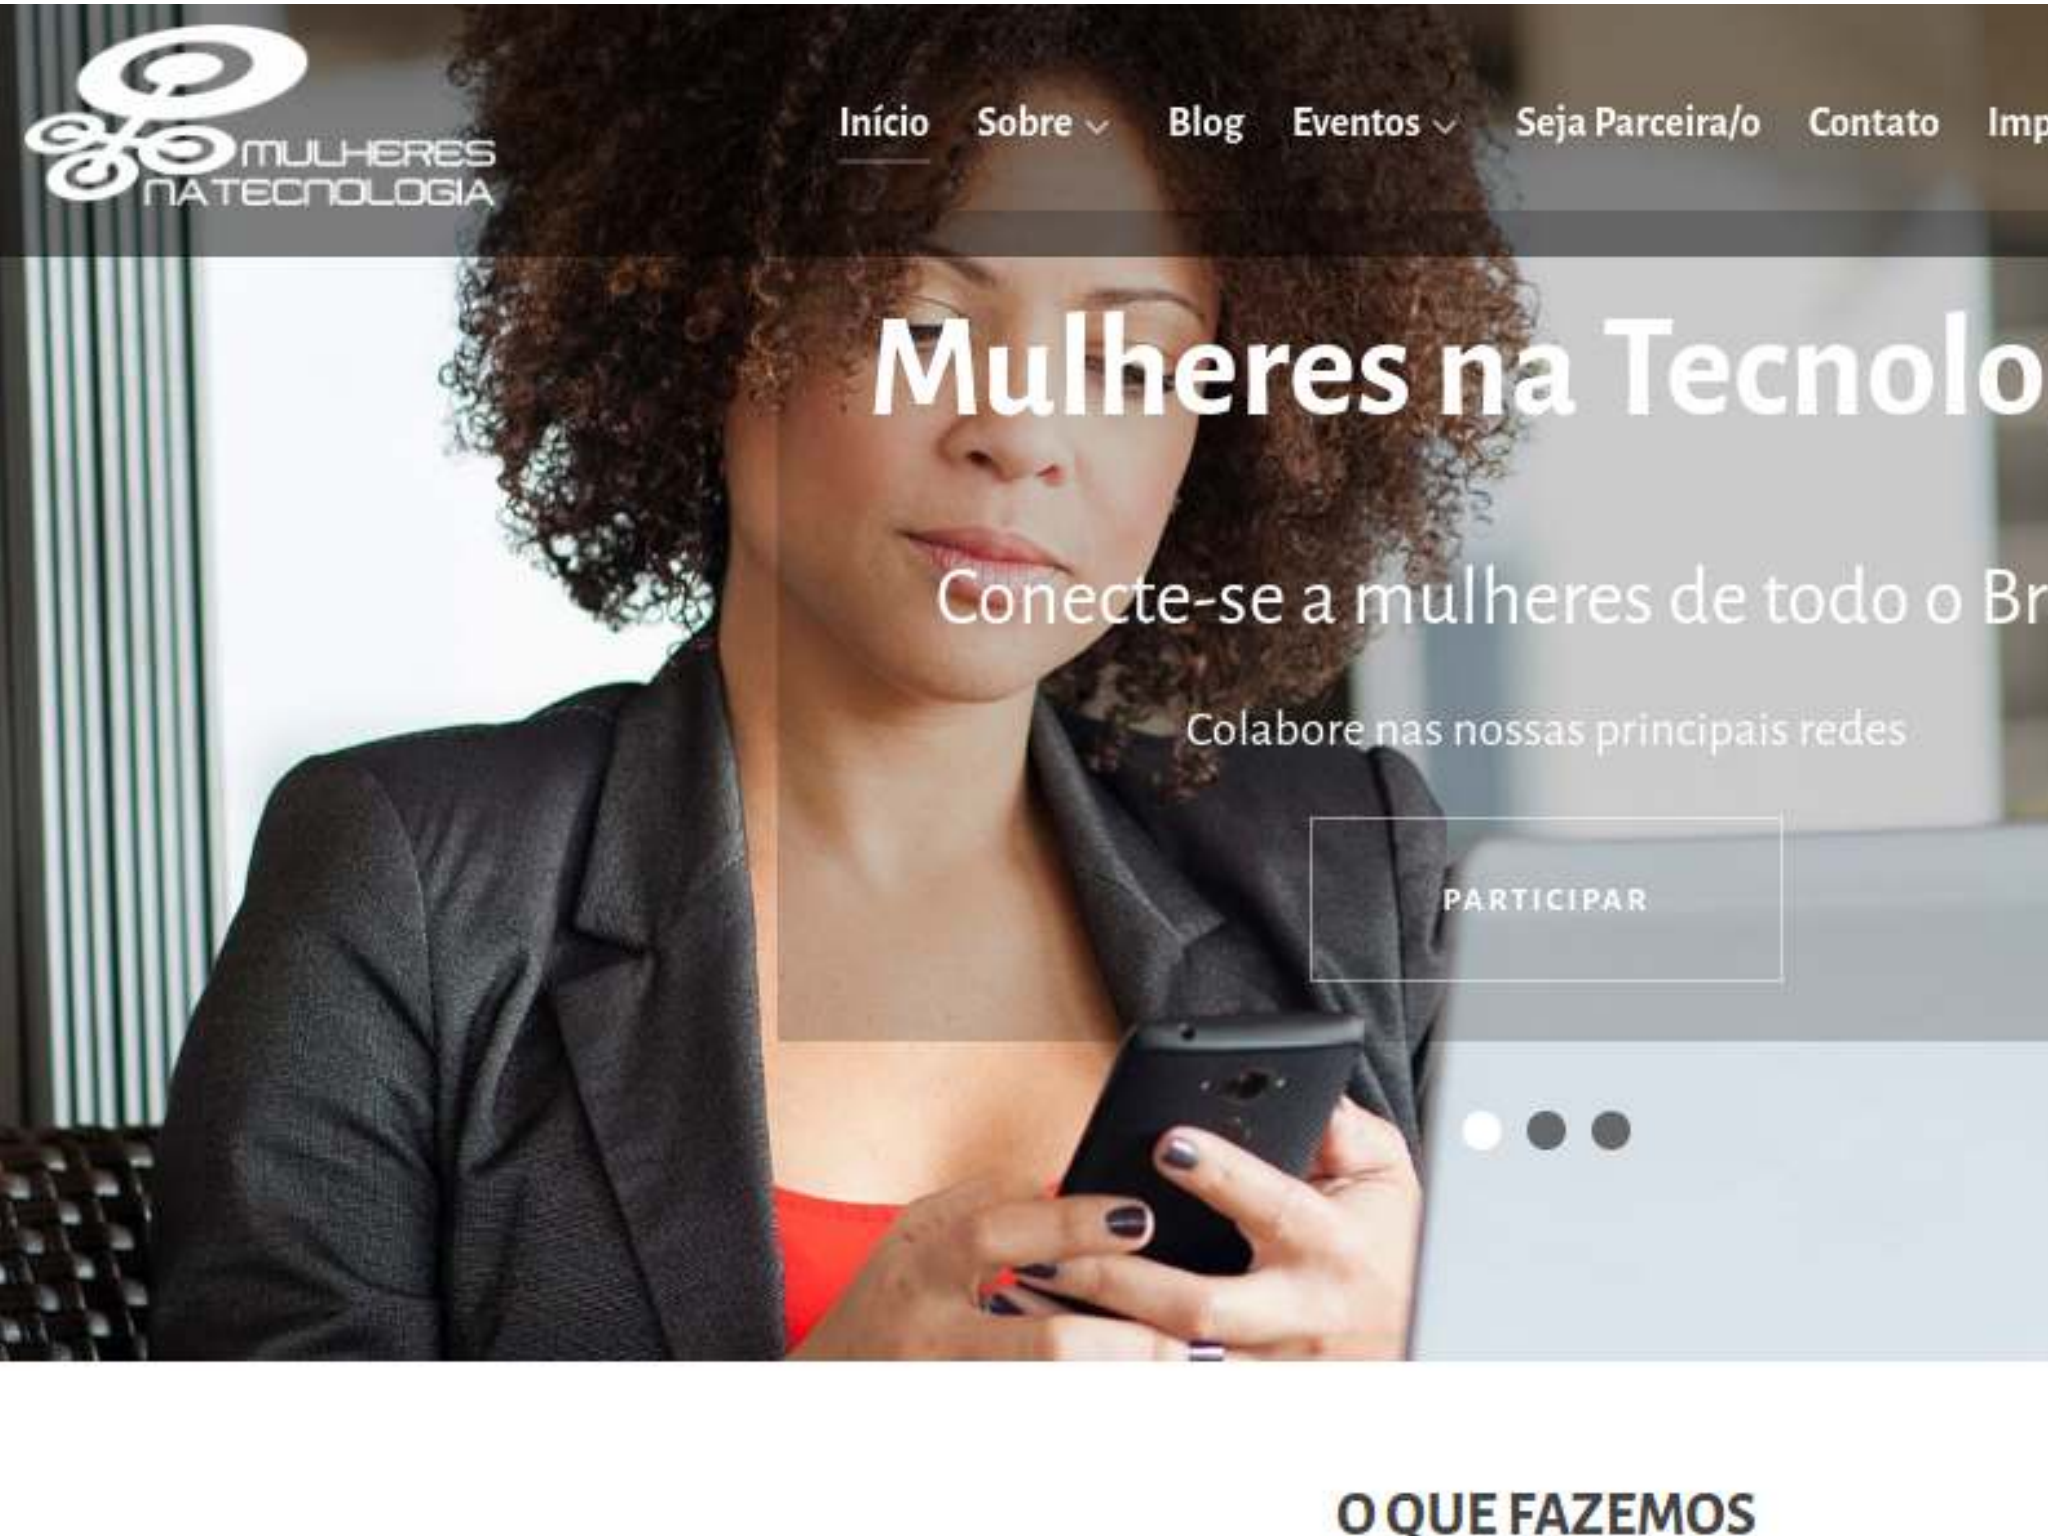 MULHERES
NA TECNOLOGIA
Início Sobre Blog Eventos Seja Parceira/o Contato Imp
Mulheres na Tecnolo
Conecte-se a mulheres de todo o Br
Colabore nas nossas principais redes
PARTICIPAR
O QUE FAZEMOS